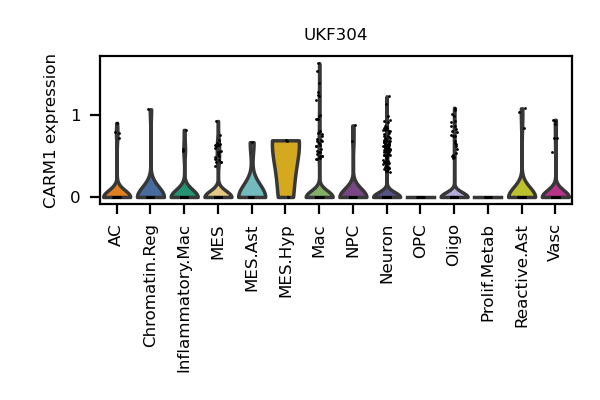 UKF304
CARM1 expression
1
0
AC
Chromatin.Reg
Inflammatory.Mac
MES
MES.Ast
MES.Hyp
Mac
NPC
Neuron
OPC
Oligo
Prolif.Metab
Reactive.Ast
Vasc